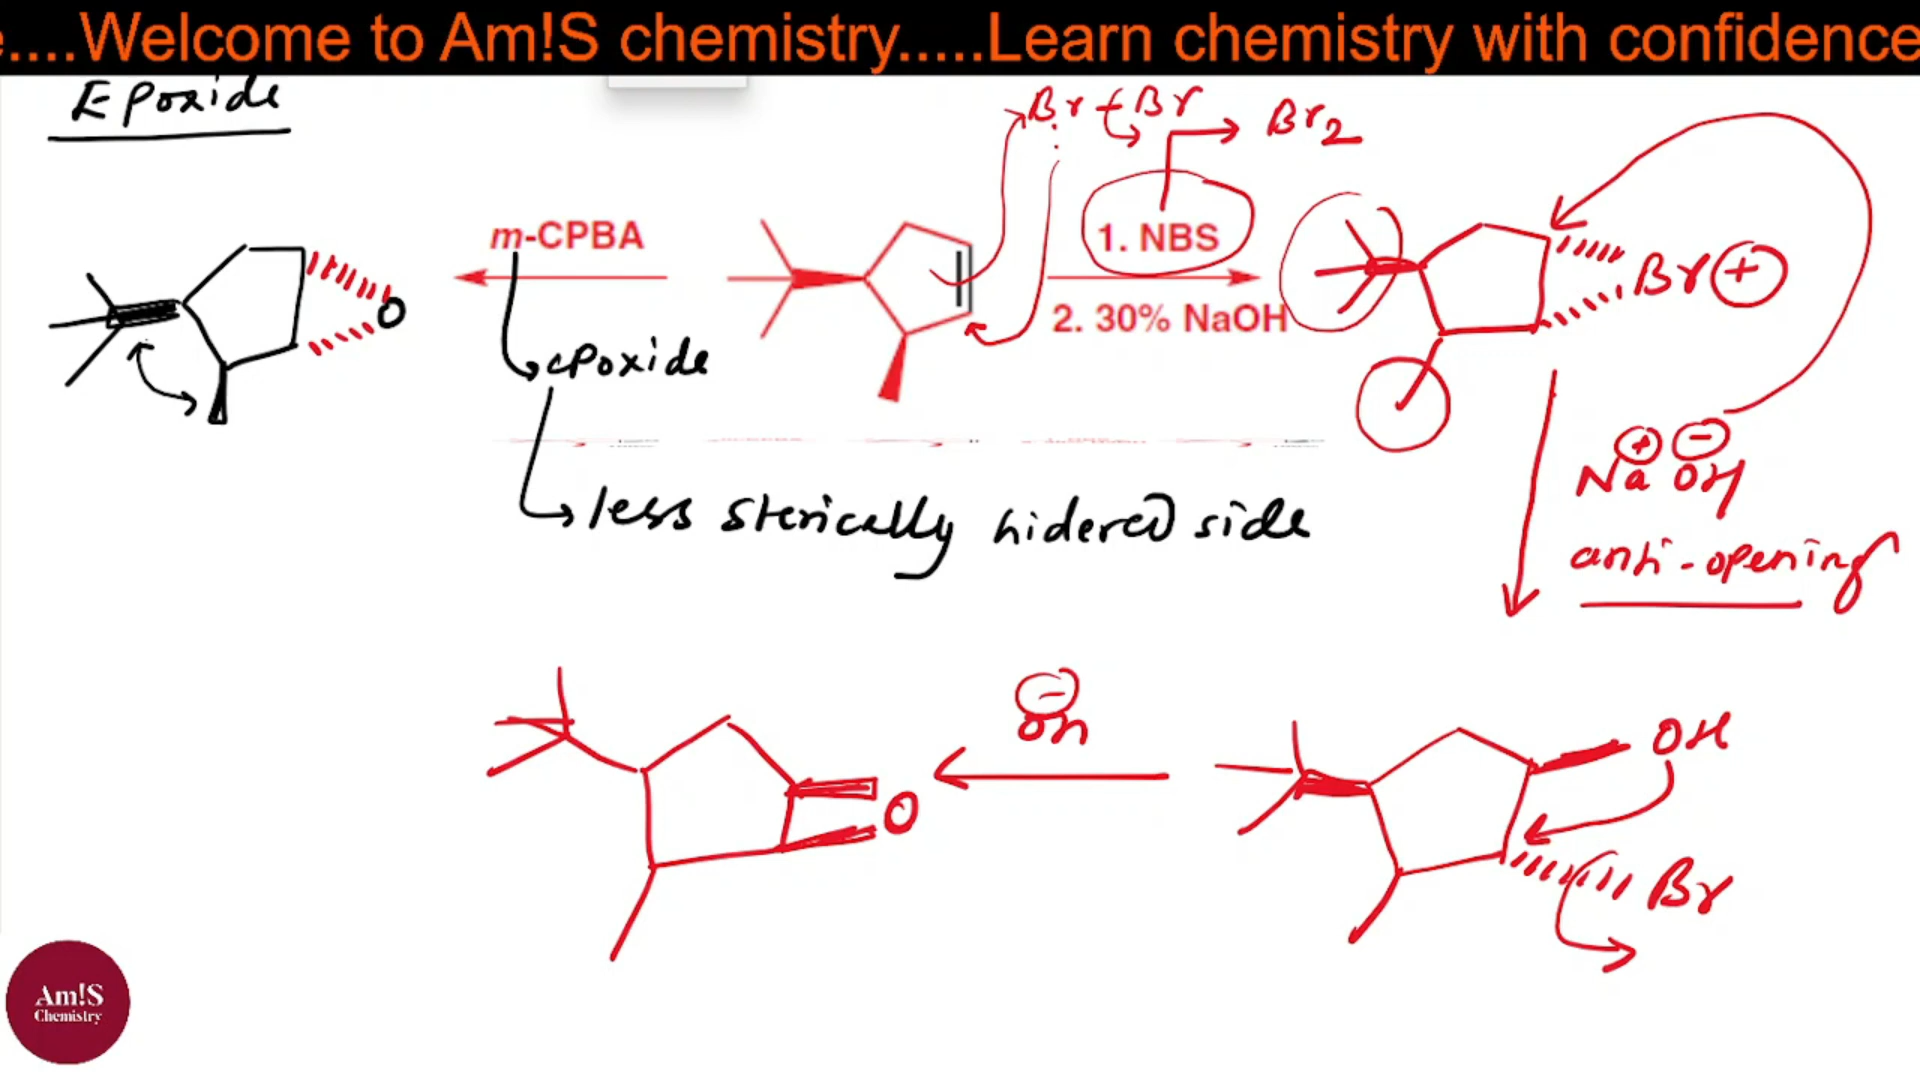 e....Welcome to Am!S chemistry.....Learn chemistry with confidence
Epoxide
Br Br
Br2
m-CPBA
1. NBS
2. 30% NaOH
O
Br +
epoxide
Na + OH -
less sterically hidered side
anti-opening
- OH
OH
O
Br
Am!S
Chemistry